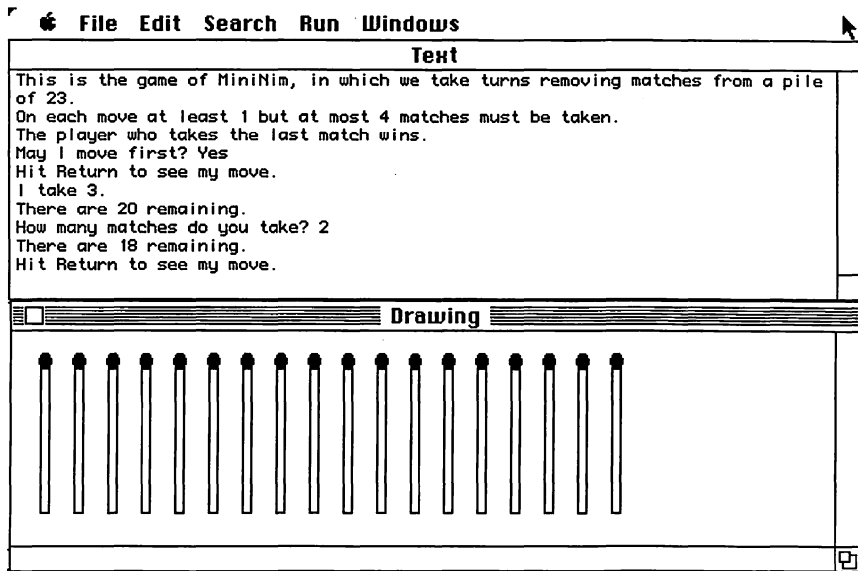 File Edit Search Run Windows
Text
This is the game of MiniNim, in which we take turns removing matches from a pile
of 23.
On each move at least 1 but at most 4 matches must be taken.
The player who takes the last match wins.
May I move first? Yes
Hit Return to see my move.
I take 3.
There are 20 remaining.
How many matches do you take? 2
There are 18 remaining.
Hit Return to see my move.
Drawing